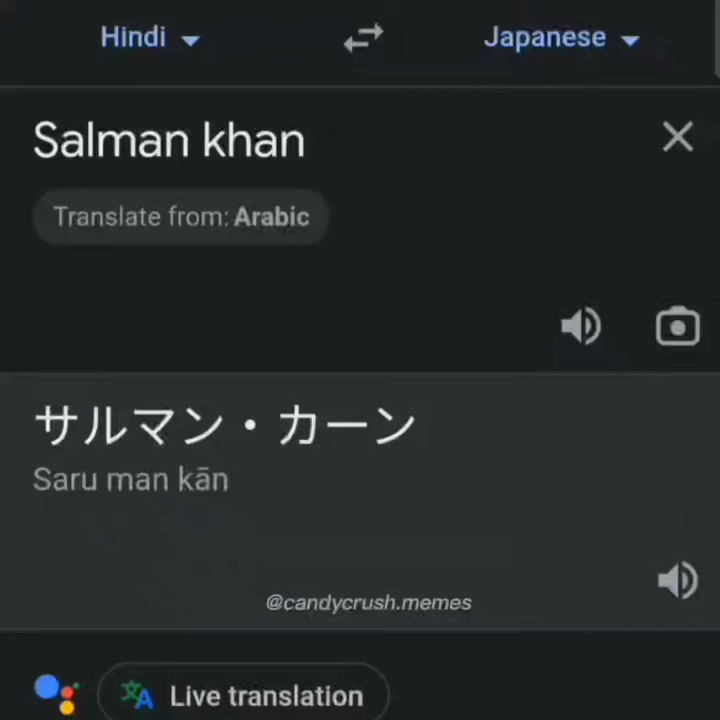 Hindi Japanese
Salman khan
Translate from: Arabic
サルマン・カーン
Saru man kān
@candycrush.memes
Live translation